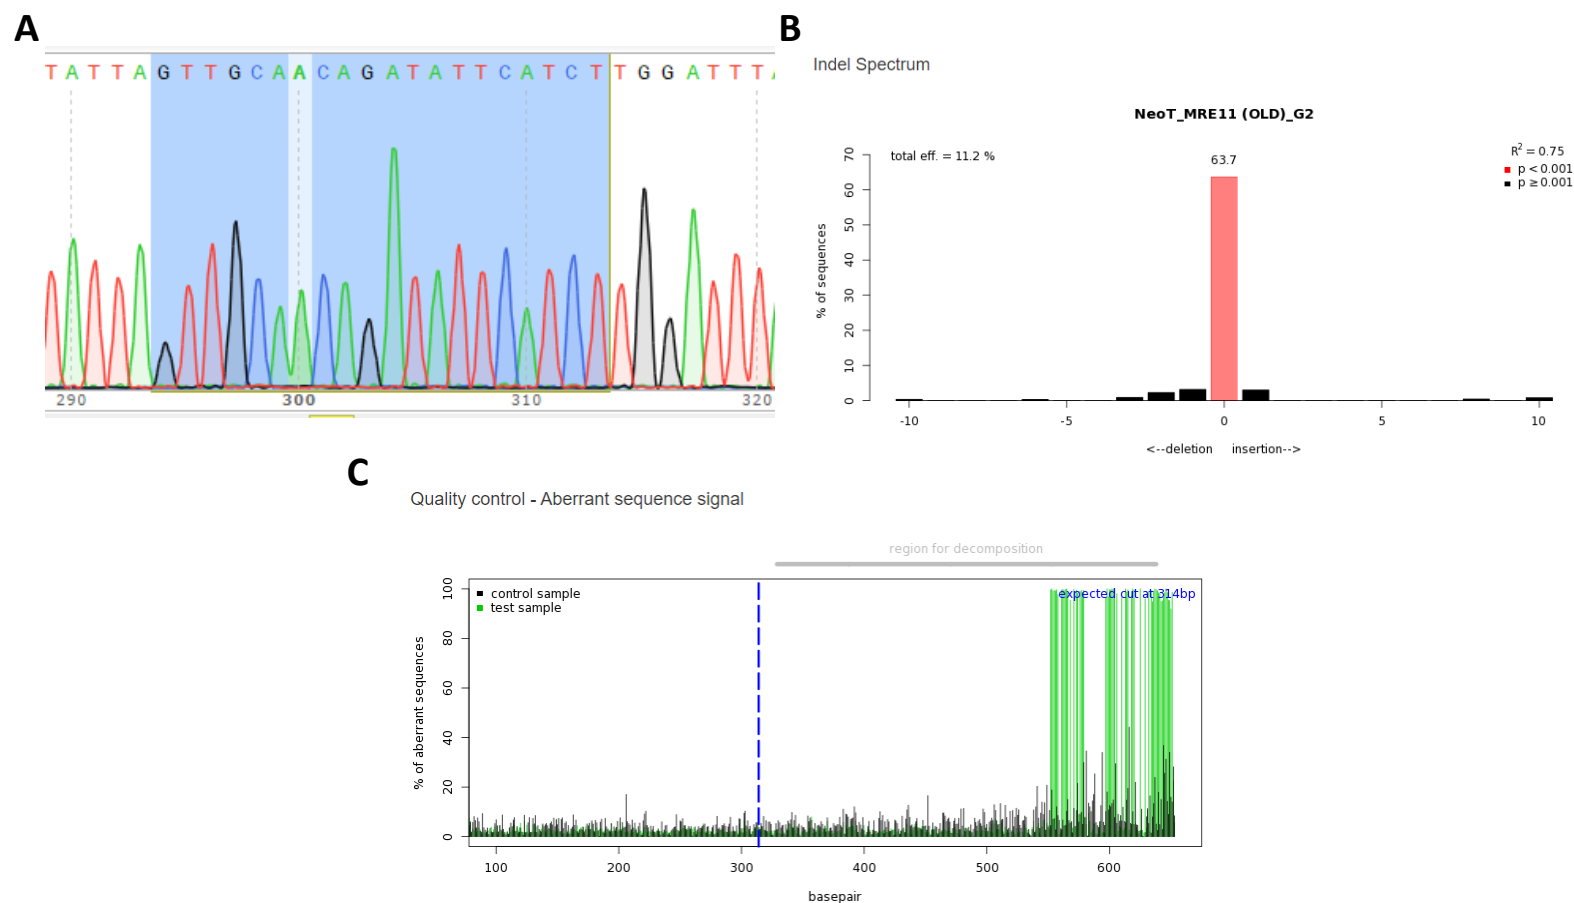 A
T A T T A G T T G C A A C A G A T A T T C A T C T T G G A T T T A
290 300 310 320
B
Indel Spectrum
NeoT_MRE11 (OLD)_G2
total eff. = 11.2 %
63.7
R² = 0.75
p < 0.001
p ≥ 0.001
% of sequences
0 10 20 30 40 50 60 70
-10 -5 0 5 10
<--deletion insertion-->
C
Quality control - Aberrant sequence signal
region for decomposition
control sample
test sample
expected cut at 314bp
% of aberrant sequences
0 20 40 60 80 100
100 200 300 400 500 600
basepair